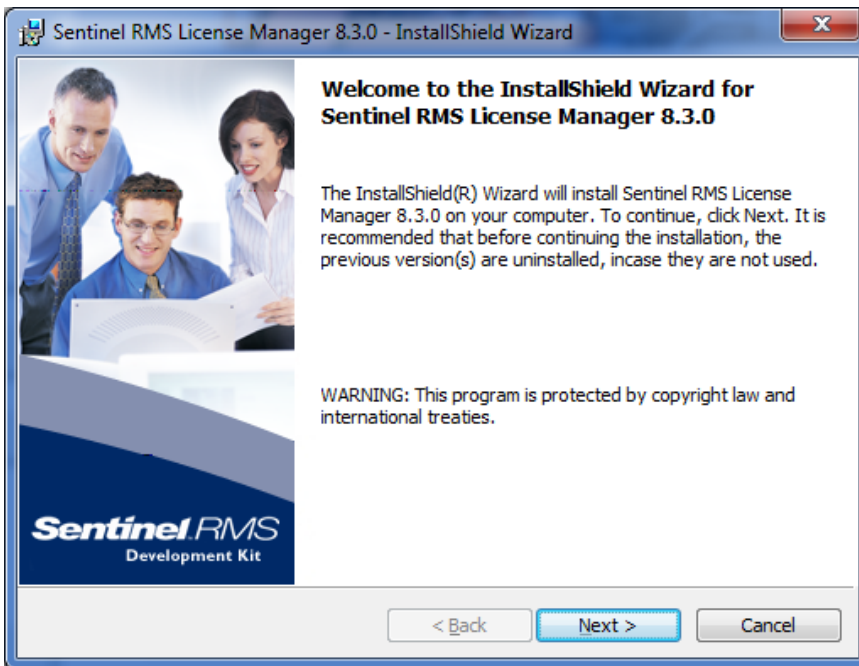 Sentinel RMS License Manager 8.3.0 - InstallShield Wizard
Welcome to the InstallShield Wizard for
Sentinel RMS License Manager 8.3.0
The InstallShield(R) Wizard will install Sentinel RMS License
Manager 8.3.0 on your computer. To continue, click Next. It is
recommended that before continuing the installation, the
previous version(s) are uninstalled, incase they are not used.
WARNING: This program is protected by copyright law and
international treaties.
Sentinel.RMS
Development Kit
< Back
Next >
Cancel